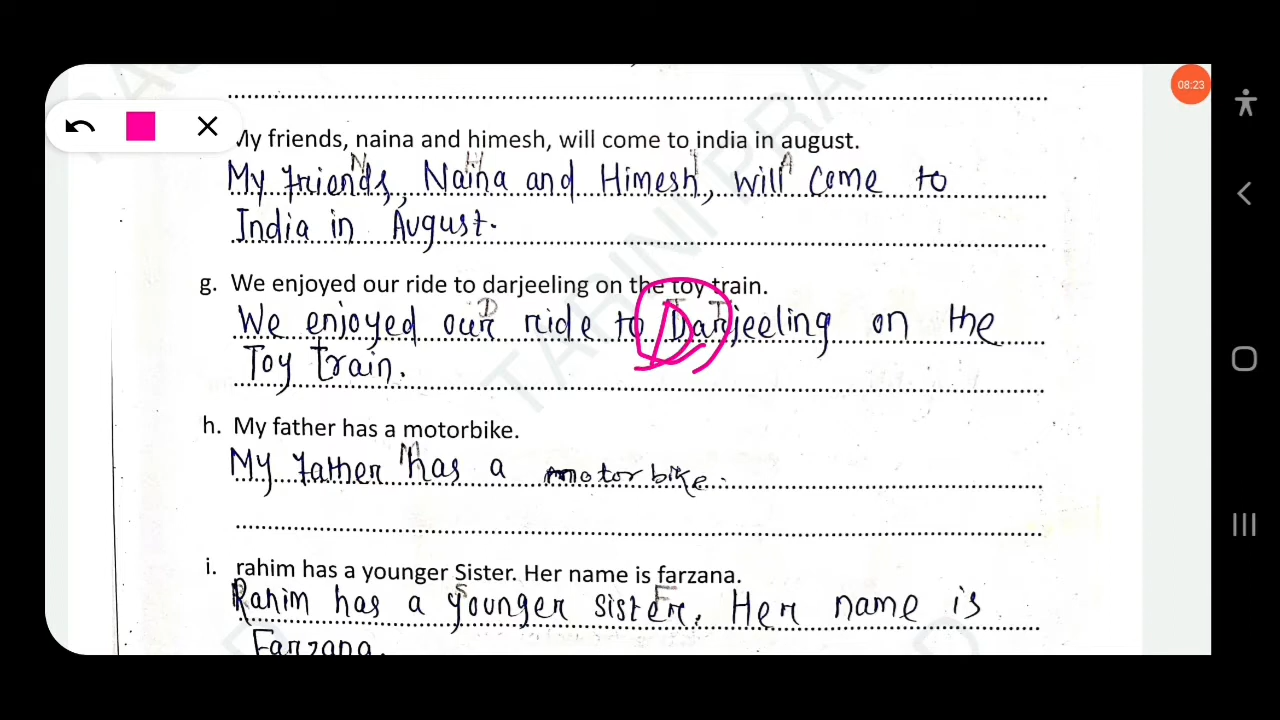 08:23
My friends, naina and himesh, will come to india in august.
N H I A
My friends, Naina and Himesh, will come to
India in August.
g. We enjoyed our ride to darjeeling on the toy train.
D T T
We enjoyed our ride to Darjeeling on the
Toy train.
h. My father has a motorbike.
M
My father has a motorbike.
i. rahim has a younger Sister. Her name is farzana.
S F
Rahim has a younger sister. Her name is
Farzana.